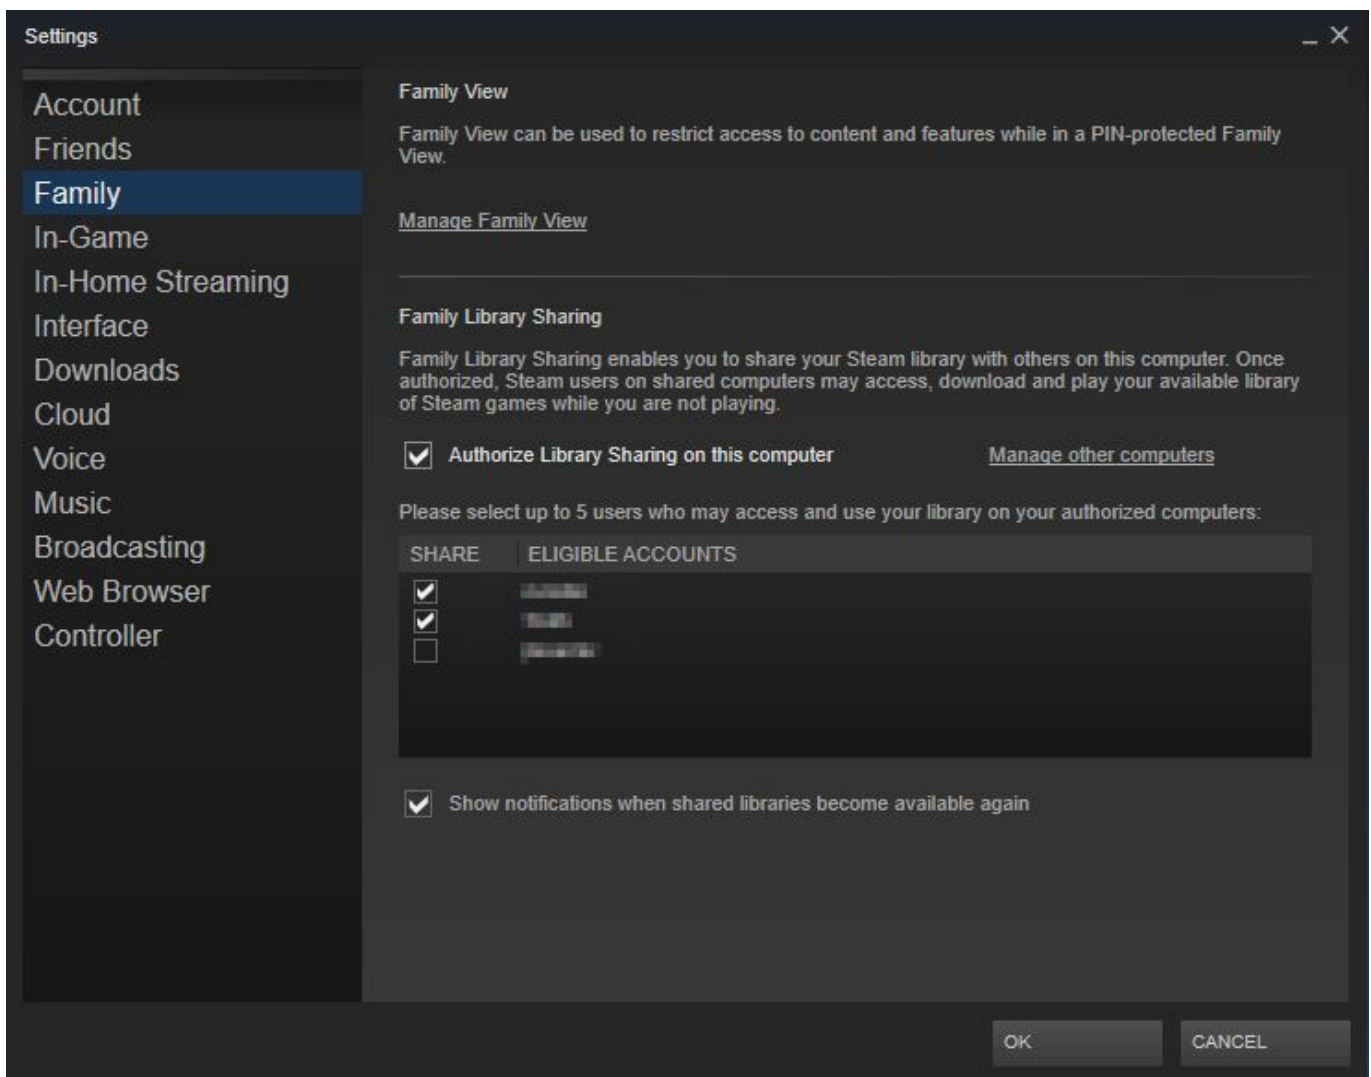 Settings
Account
Friends
Family
In-Game
In-Home Streaming
Interface
Downloads
Cloud
Voice
Music
Broadcasting
Web Browser
Controller
Family View
Family View can be used to restrict access to content and features while in a PIN-protected Family
View.
Manage Family View
Family Library Sharing
Family Library Sharing enables you to share your Steam library with others on this computer. Once
authorized, Steam users on shared computers may access, download and play your available library
of Steam games while you are not playing.
Authorize Library Sharing on this computer
Manage other computers
Please select up to 5 users who may access and use your library on your authorized computers:
SHARE ELIGIBLE ACCOUNTS
Show notifications when shared libraries become available again
OK
CANCEL